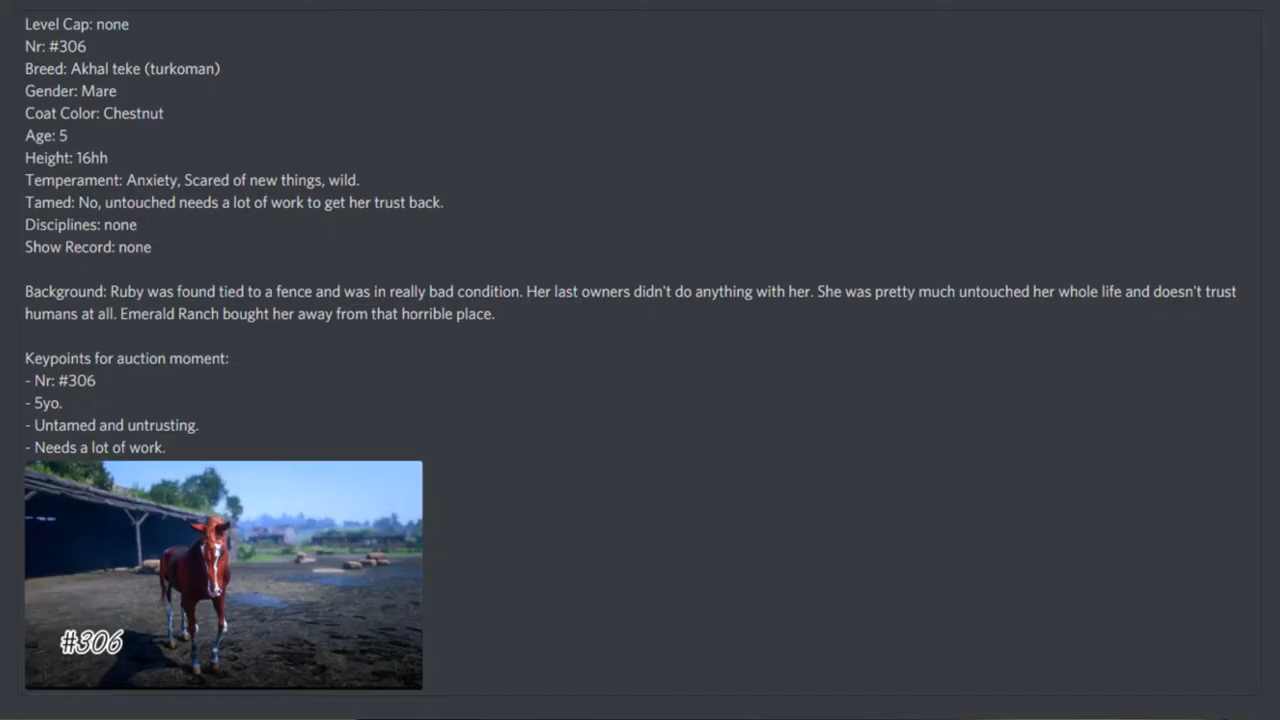 Level Cap: none
Nr: #306
Breed: Akhal teke (turkoman)
Gender: Mare
Coat Color: Chestnut
Age: 5
Height: 16hh
Temperament: Anxiety, Scared of new things, wild.
Tamed: No, untouched needs a lot of work to get her trust back.
Disciplines: none
Show Record: none
Background: Ruby was found tied to a fence and was in really bad condition. Her last owners didn't do anything with her. She was pretty much untouched her whole life and doesn't trust
humans at all. Emerald Ranch bought her away from that horrible place.
Keypoints for auction moment:
- Nr: #306
- 5yo.
- Untamed and untrusting.
- Needs a lot of work.
#306